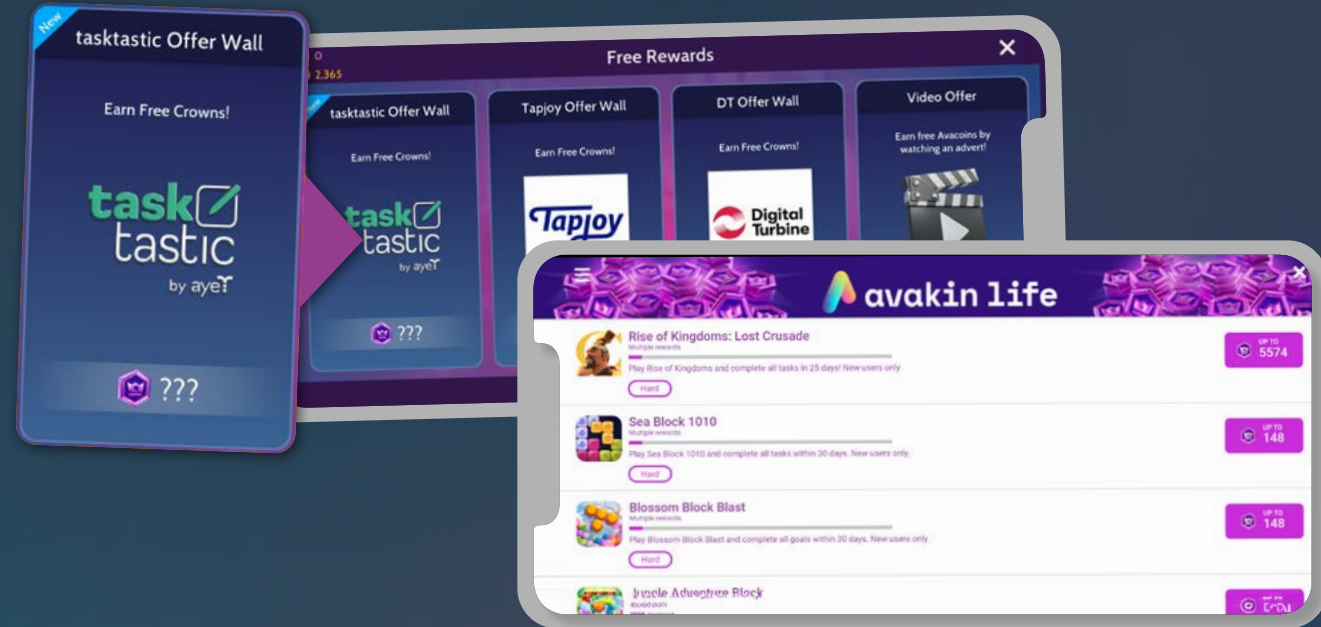 New
tasktastic Offer Wall
Earn Free Crowns!
task
tastic
by ayeT
???
0
2,365
Free Rewards
New
tasktastic Offer Wall
Earn Free Crowns!
task
tastic
by ayeT
???
Tapjoy Offer Wall
Earn Free Crowns!
Tapjoy
DT Offer Wall
Earn Free Crowns!
Digital
Turbine
Video Offer
Earn free Avacoins by
watching an advert!
avakin life
Rise of Kingdoms: Lost Crusade
Multiple rewards
Play Rise of Kingdoms and complete all tasks in 25 days! New users only
Hard
UP TO
5574
Sea Block 1010
Multiple rewards
Play Sea Block 1010 and complete all tasks within 30 days. New users only.
Hard
UP TO
148
Blossom Block Blast
Multiple rewards
Play Blossom Block Blast and complete all goals within 30 days. New users only.
Hard
UP TO
148
Adventure Block